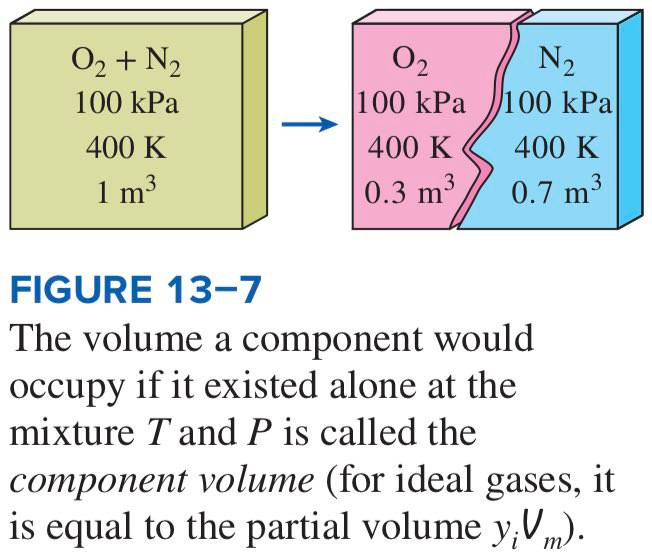 O₂ + N₂
100 kPa
400 K
1 m³
O₂
100 kPa
400 K
0.3 m³
N₂
100 kPa
400 K
0.7 m³
FIGURE 13–7
The volume a component would
occupy if it existed alone at the
mixture T and P is called the
component volume (for ideal gases, it
is equal to the partial volume yᵢVₘ).